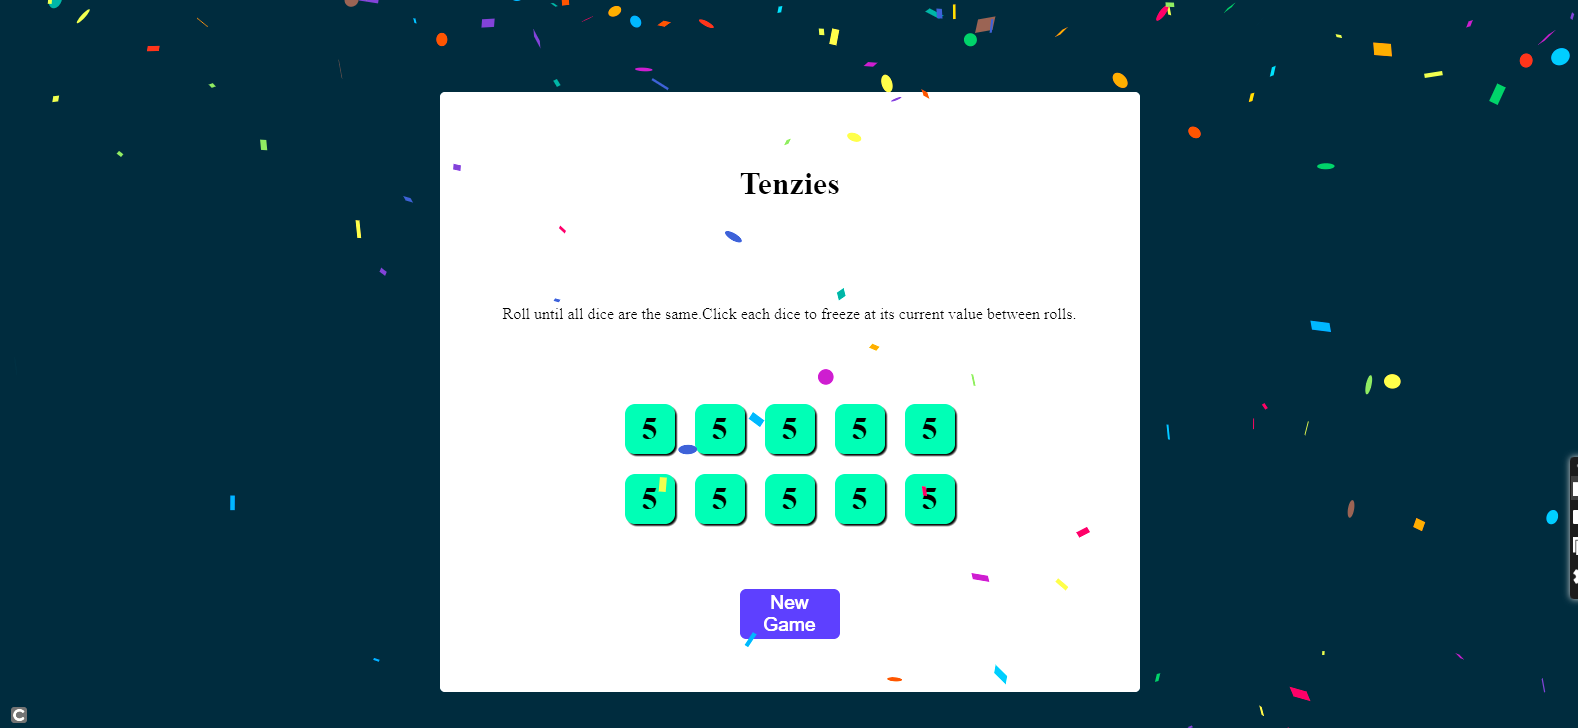 Tenzies
Roll until all dice are the same.Click each dice to freeze at its current value between rolls.
5 5 5 5 5
5 5 5 5 5
New
Game
C